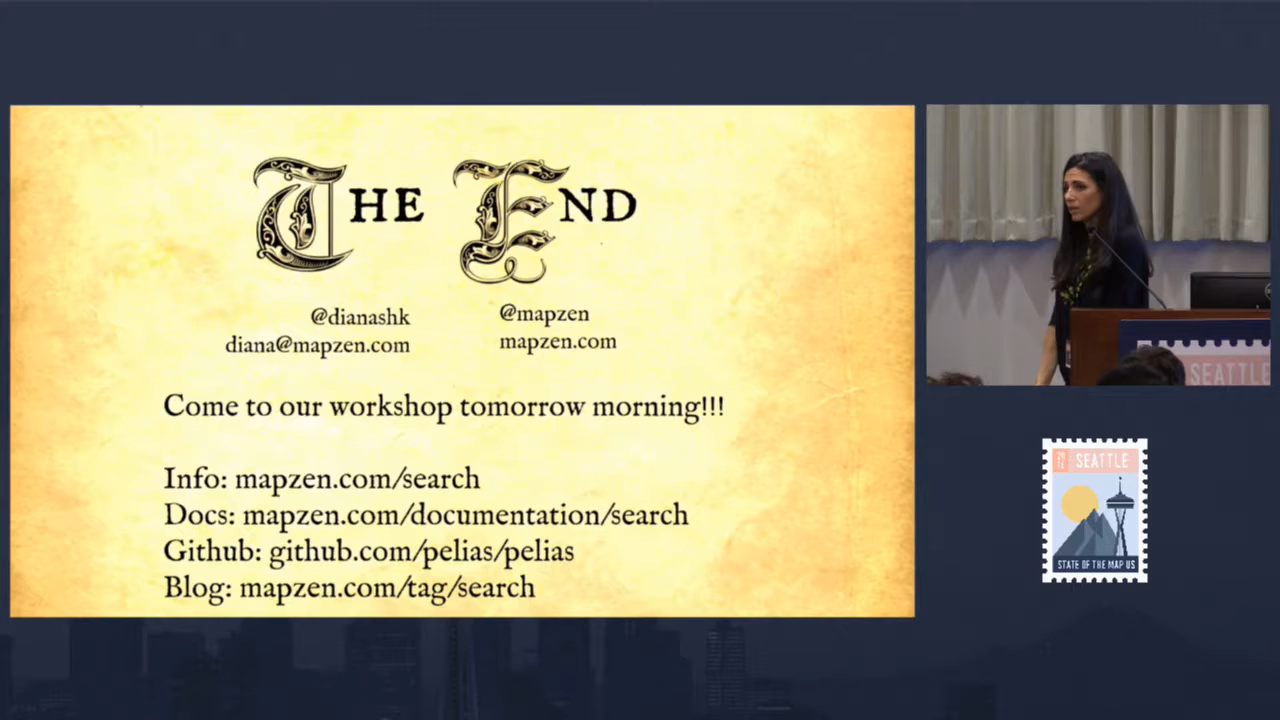 The End
@dianashk
diana@mapzen.com
@mapzen
mapzen.com
Come to our workshop tomorrow morning!!!
Info: mapzen.com/search
Docs: mapzen.com/documentation/search
Github: github.com/pelias/pelias
Blog: mapzen.com/tag/search
SEATTLE
2016 SEATTLE
STATE OF THE MAP US